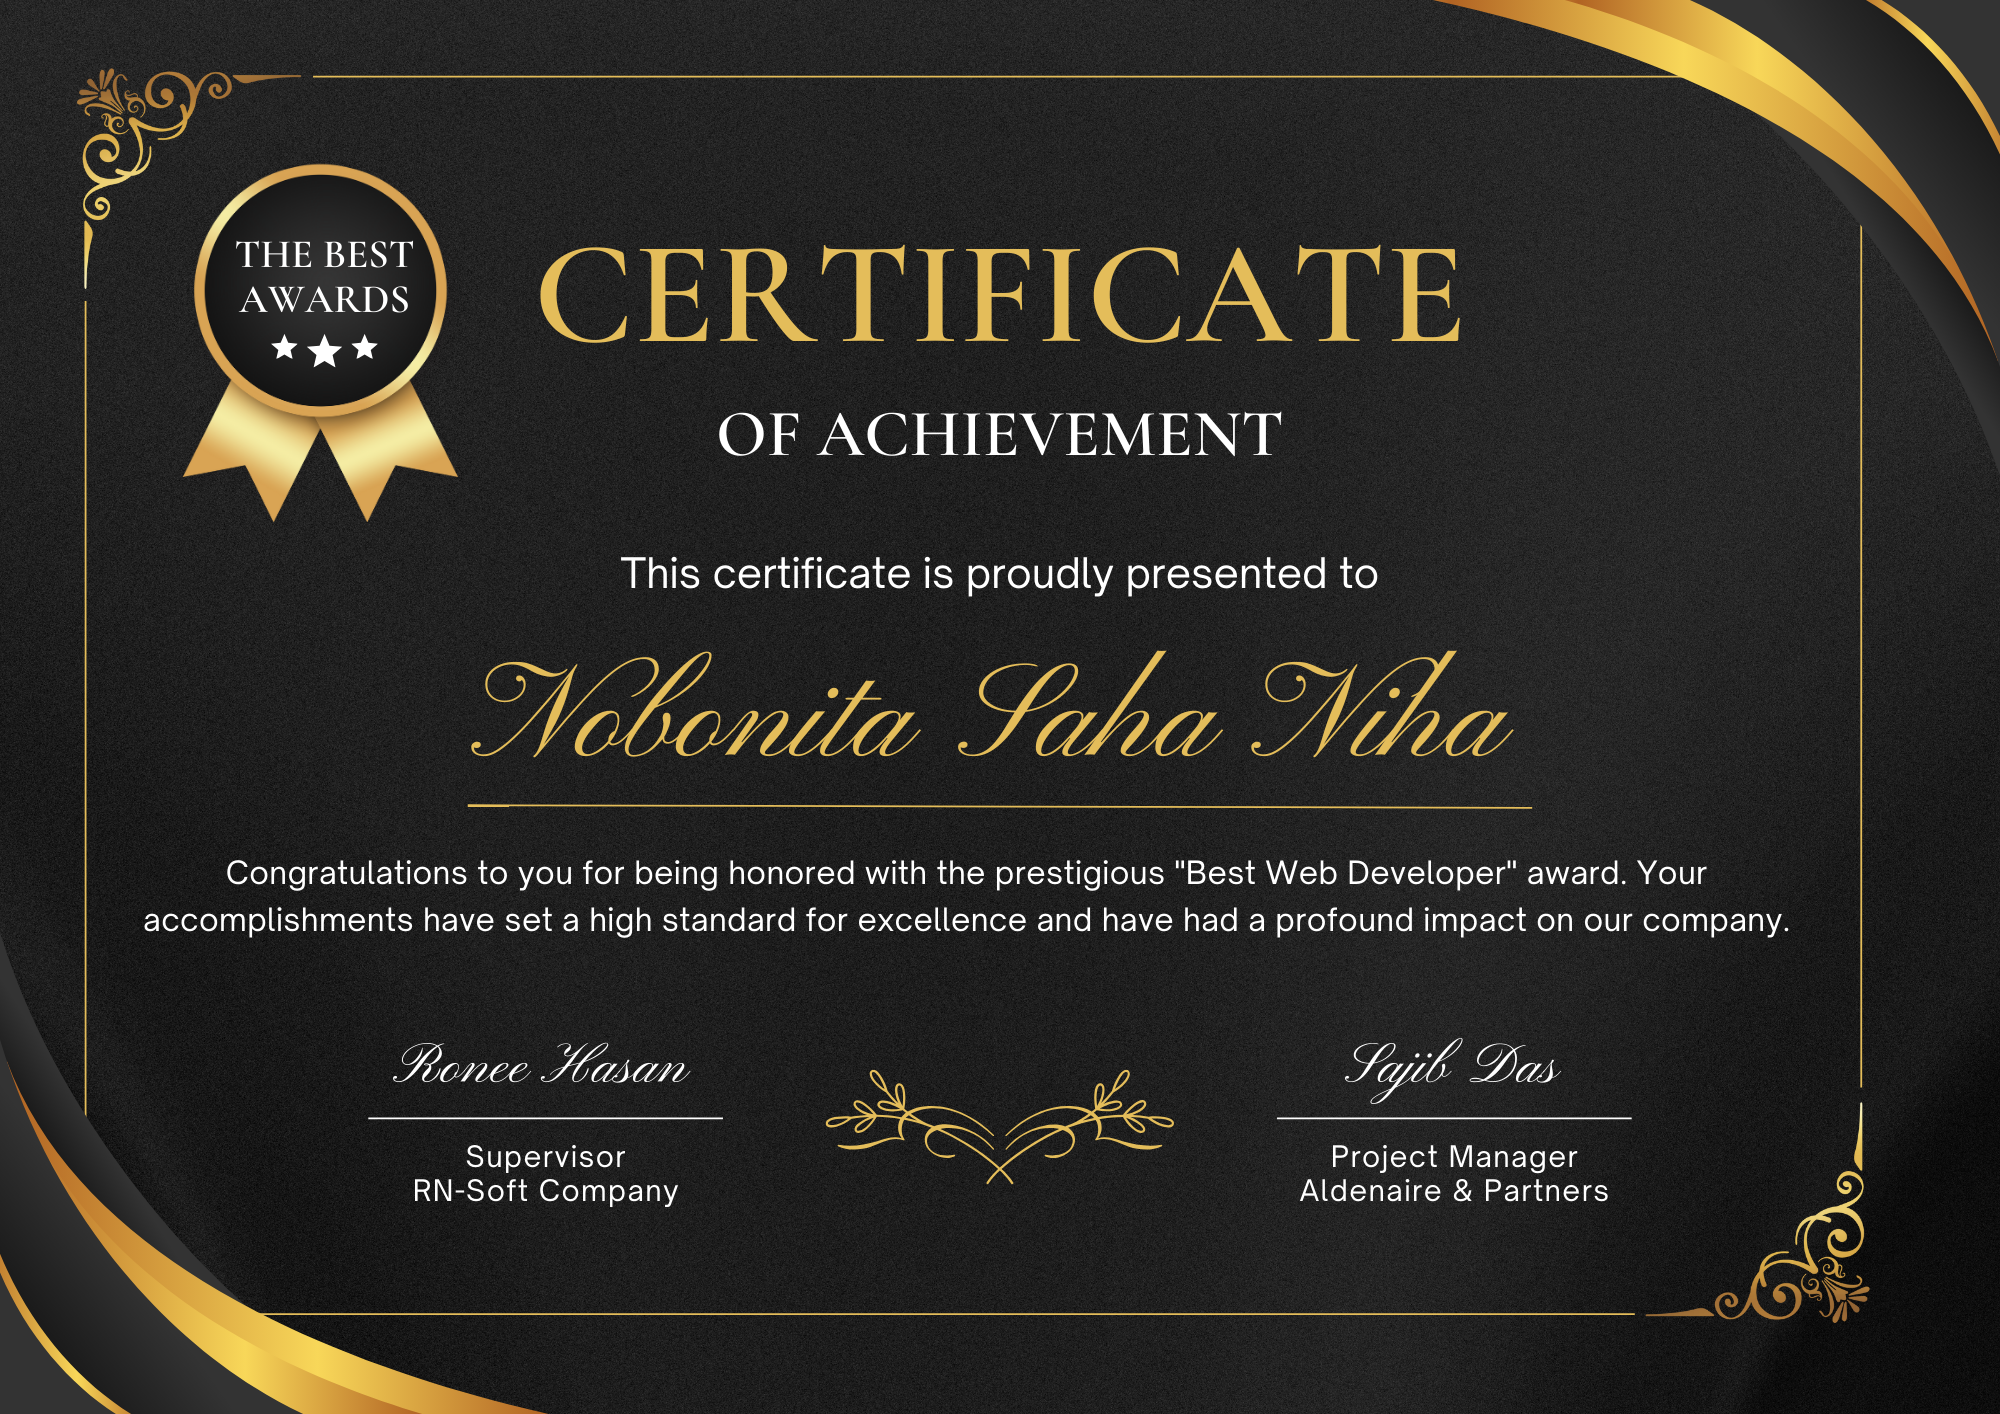 THE BEST
AWARDS
CERTIFICATE
OF ACHIEVEMENT
This certificate is proudly presented to
Nobonita Saha Niha
Congratulations to you for being honored with the prestigious "Best Web Developer" award. Your
accomplishments have set a high standard for excellence and have had a profound impact on our company.
Ronee Hasan
Supervisor
RN-Soft Company
Sajib Das
Project Manager
Aldenaire & Partners